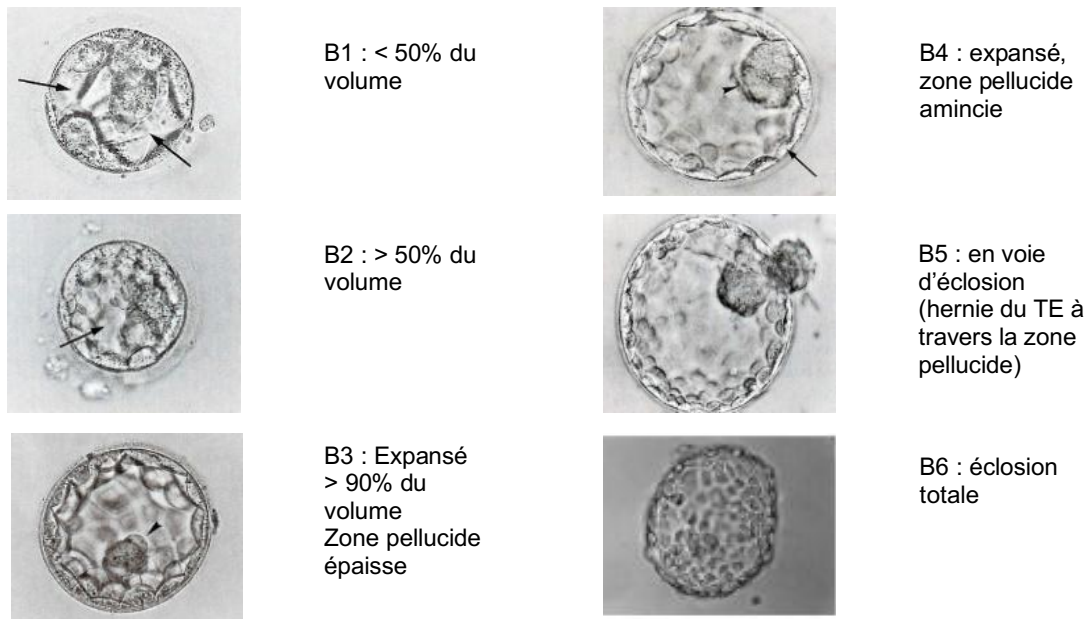 B1 : < 50% du
volume
B2 : > 50% du
volume
B3 : Expansé
> 90% du
volume
Zone pellucide
épaisse
B4 : expansé,
zone pellucide
amincie
B5 : en voie
d’éclosion
(hernie du TE à
travers la zone
pellucide)
B6 : éclosion
totale